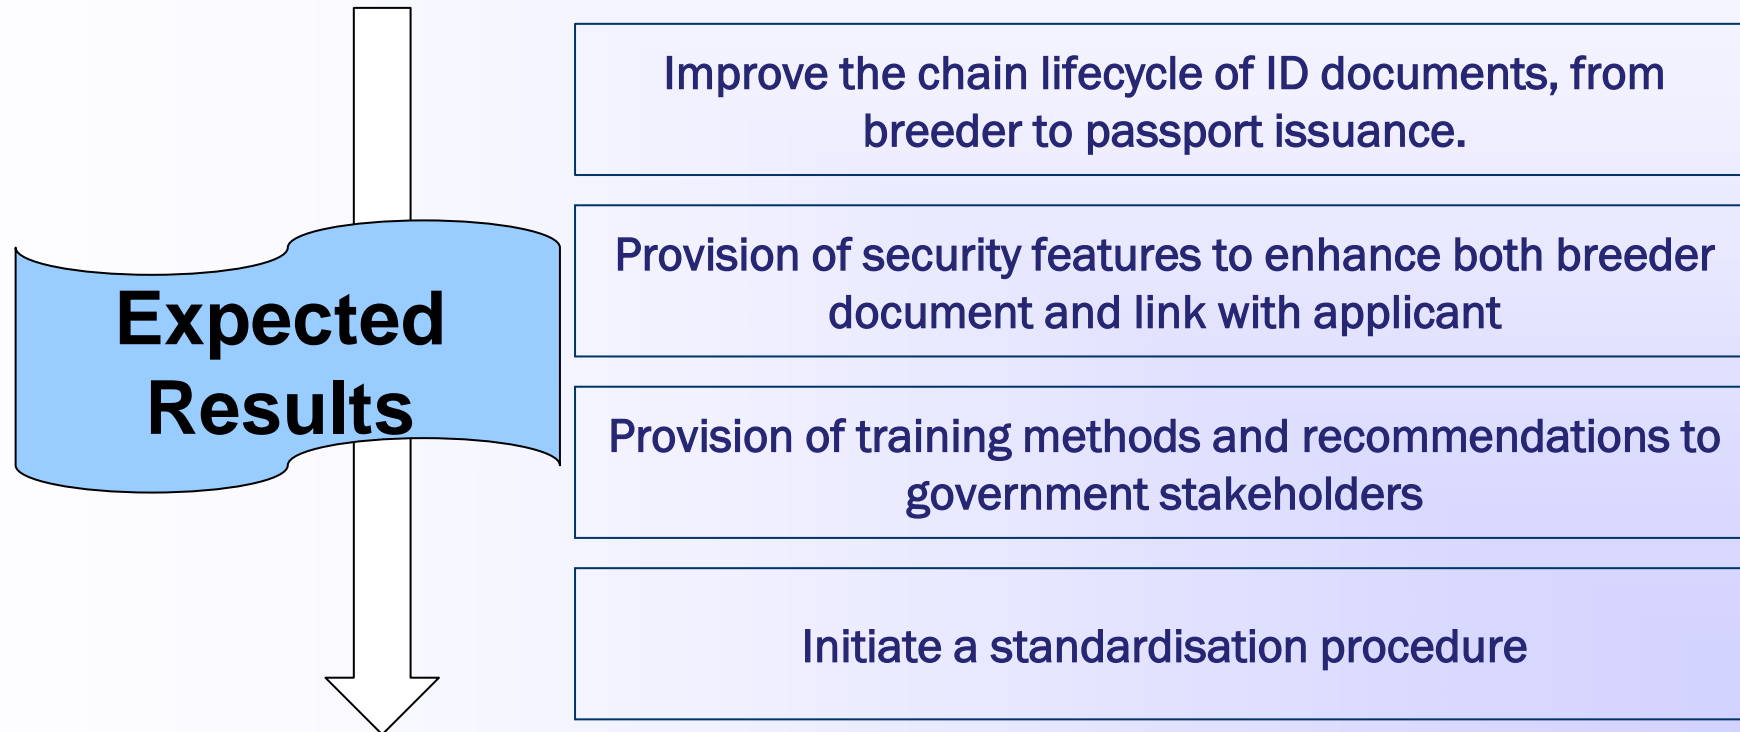 Expected
Results
Improve the chain lifecycle of ID documents, from
breeder to passport issuance.
Provision of security features to enhance both breeder
document and link with applicant
Provision of training methods and recommendations to
government stakeholders
Initiate a standardisation procedure